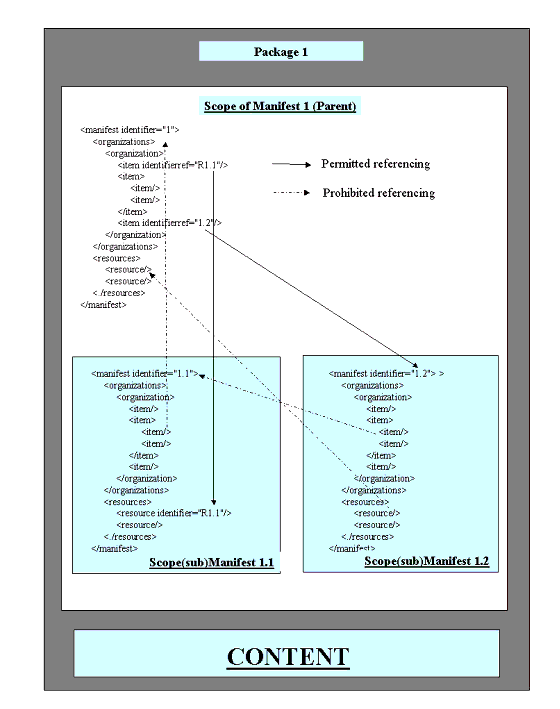 Package 1
Scope of Manifest 1 (Parent)
<manifest identifier="1">
<organizations>
<organization>
<item identifierref="R1.1"/>
<item>
<item/>
<item/>
</item>
<item identifierref="1.2"/>
</organization>
</organizations>
<resources>
<resource/>
<resource/>
<./resources>
</manifest>
Permitted referencing
Prohibited referencing
<manifest identifier="1.1">
<organizations>
<organization>
<item/>
<item>
<item/>
<item/>
</item>
<item/>
</organization>
</organizations>
<resources>
<resource identifier="R1.1"/>
<resource/>
<./resources>
</manifest>
Scope(sub)Manifest 1.1
<manifest identifier="1.2"> >
<organizations>
<organization>
<item/>
<item>
<item/>
<item/>
</item>
<item/>
</organization>
</organizations>
<resources>
<resource/>
<resource/>
<./resources>
</manifest>
Scope(sub)Manifest 1.2
CONTENT